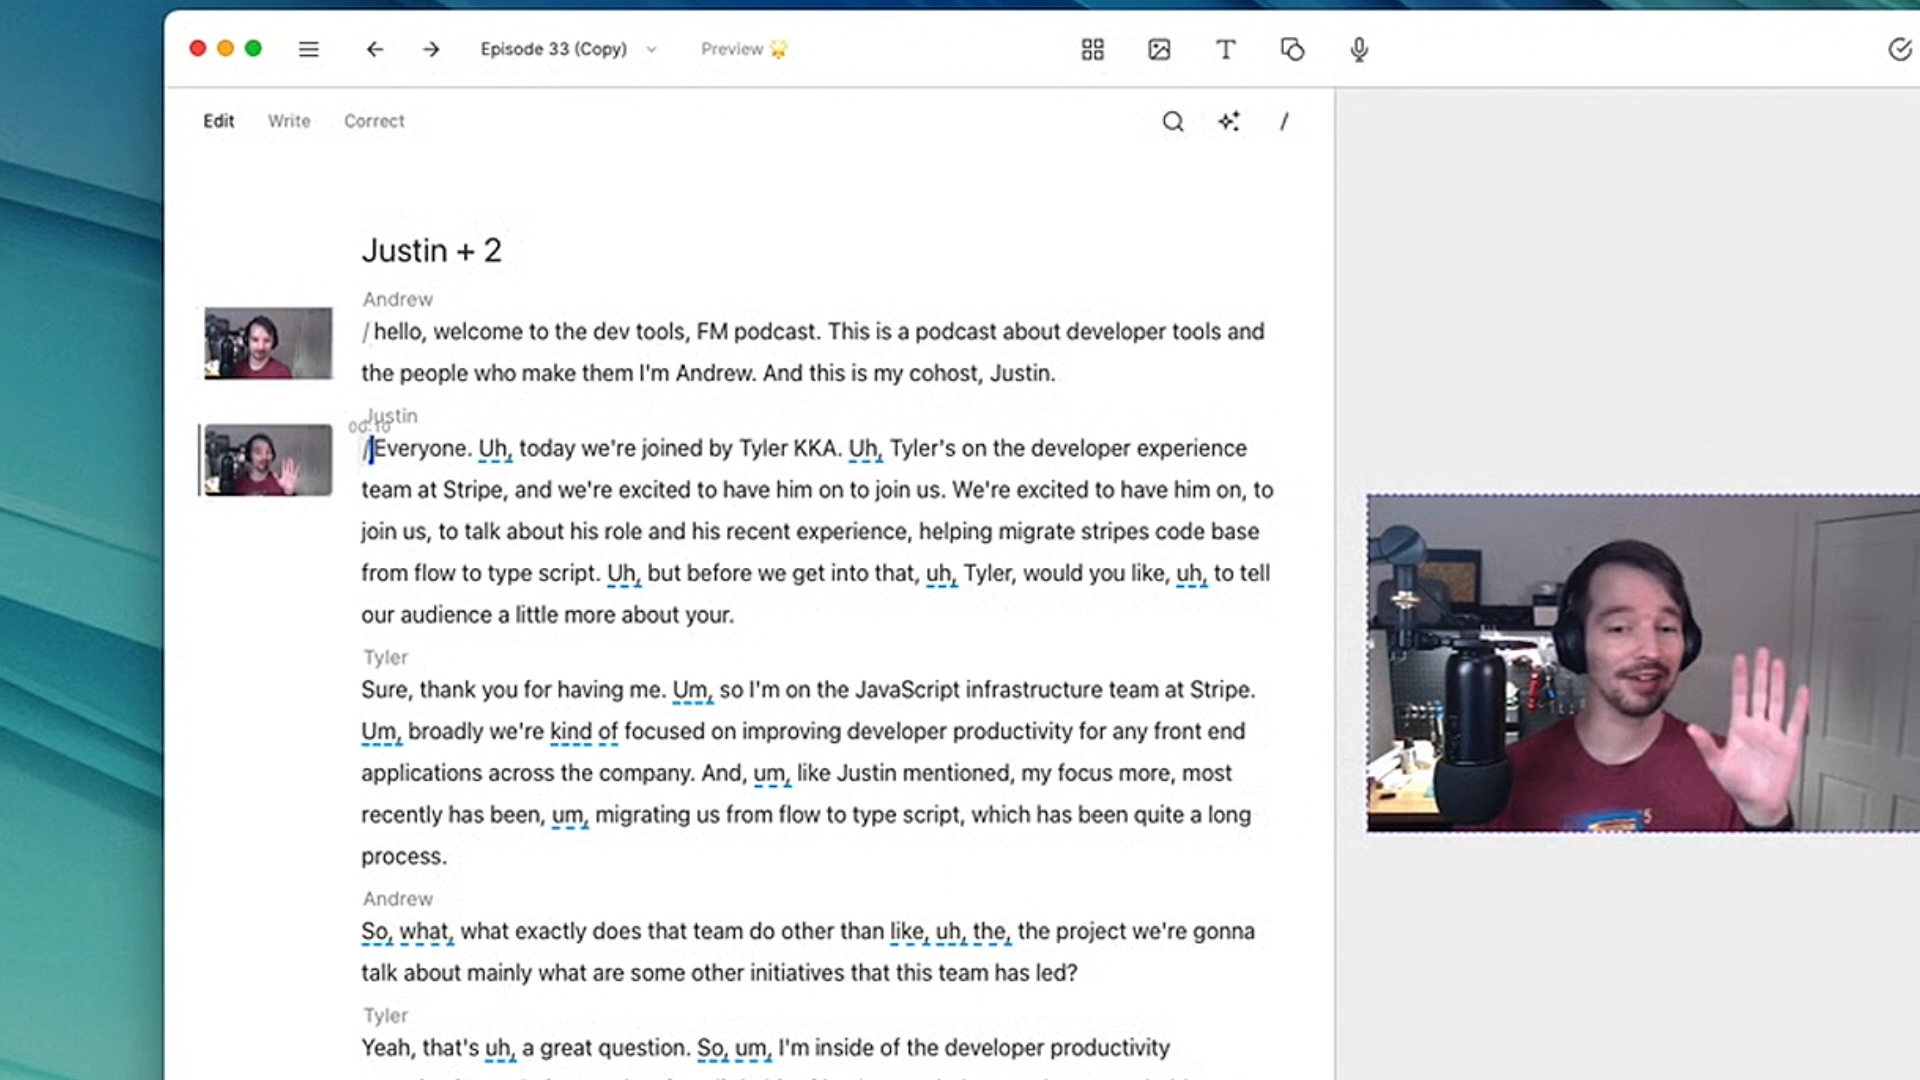 Episode 33 (Copy)
Preview
Edit
Write
Correct
/
Justin + 2
Andrew
/ hello, welcome to the dev tools, FM podcast. This is a podcast about developer tools and
the people who make them I'm Andrew. And this is my cohost, Justin.
Justin
00:10
/Everyone. Uh, today we're joined by Tyler KKA. Uh, Tyler's on the developer experience
team at Stripe, and we're excited to have him on to join us. We're excited to have him on, to
join us, to talk about his role and his recent experience, helping migrate stripes code base
from flow to type script. Uh, but before we get into that, uh, Tyler, would you like, uh, to tell
our audience a little more about your.
Tyler
Sure, thank you for having me. Um, so I'm on the JavaScript infrastructure team at Stripe.
Um, broadly we're kind of focused on improving developer productivity for any front end
applications across the company. And, um, like Justin mentioned, my focus more, most
recently has been, um, migrating us from flow to type script, which has been quite a long
process.
Andrew
So, what, what exactly does that team do other than like, uh, the, the project we're gonna
talk about mainly what are some other initiatives that this team has led?
Tyler
Yeah, that's uh, a great question. So, um, I'm inside of the developer productivity